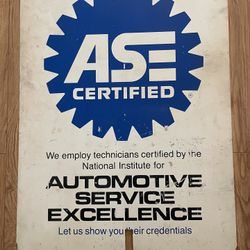 ASE
CERTIFIED
We employ technicians certified by the
National Institute for
AUTOMOTIVE
SERVICE
EXCELLENCE
Let us show you their credentials